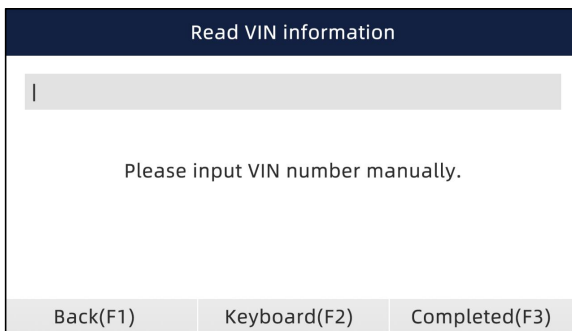 Read VIN information
Please input VIN number manually.
Back(F1) Keyboard(F2) Completed(F3)